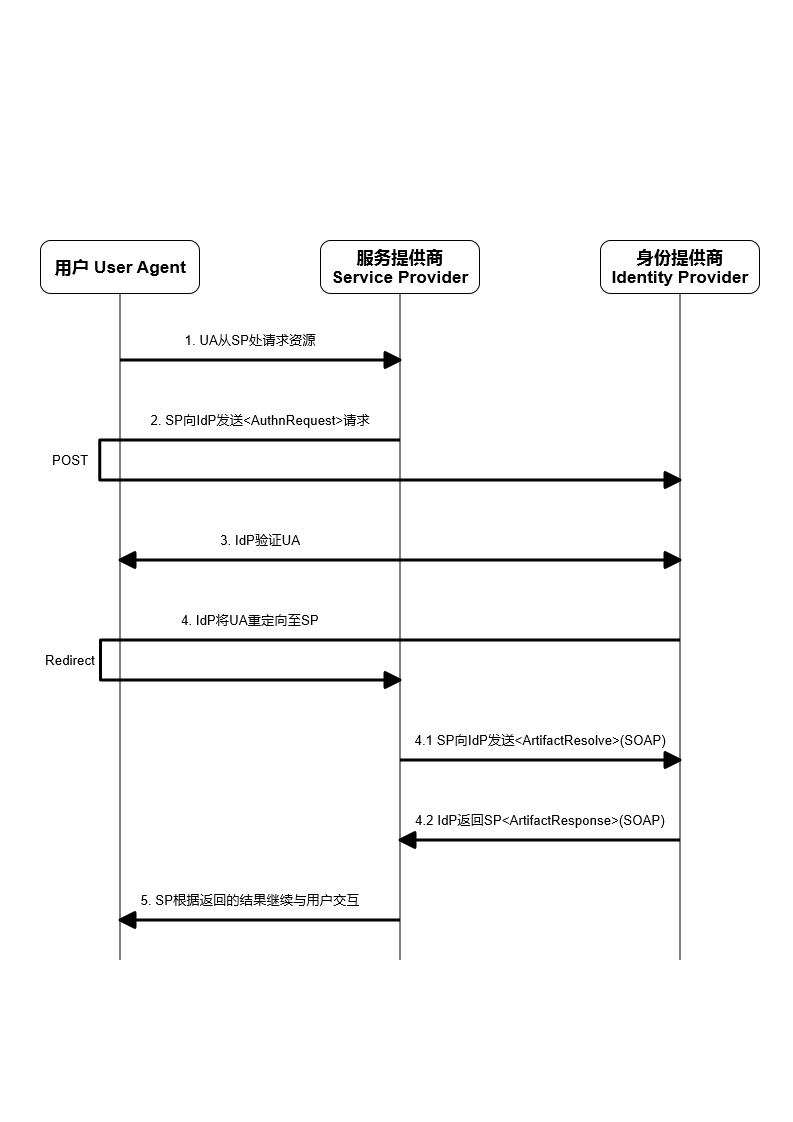 用户 User Agent
服务提供商
Service Provider
身份提供商
Identity Provider
1. UA从SP处请求资源
2. SP向IdP发送<AuthnRequest>请求
POST
3. IdP验证UA
4. IdP将UA重定向至SP
Redirect
4.1 SP向IdP发送<ArtifactResolve>(SOAP)
4.2 IdP返回SP<ArtifactResponse>(SOAP)
5. SP根据返回的结果继续与用户交互